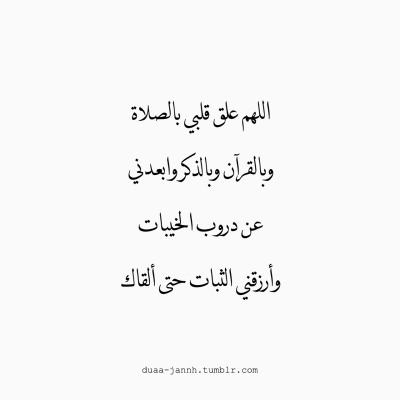 اللهم علق قلبي بالصلاة
وبالقرآن وبالذكر وابعدني
عن دروب الخيبات
وأرزقني الثبات حتى ألقاك
duaa-jannh.tumblr.com